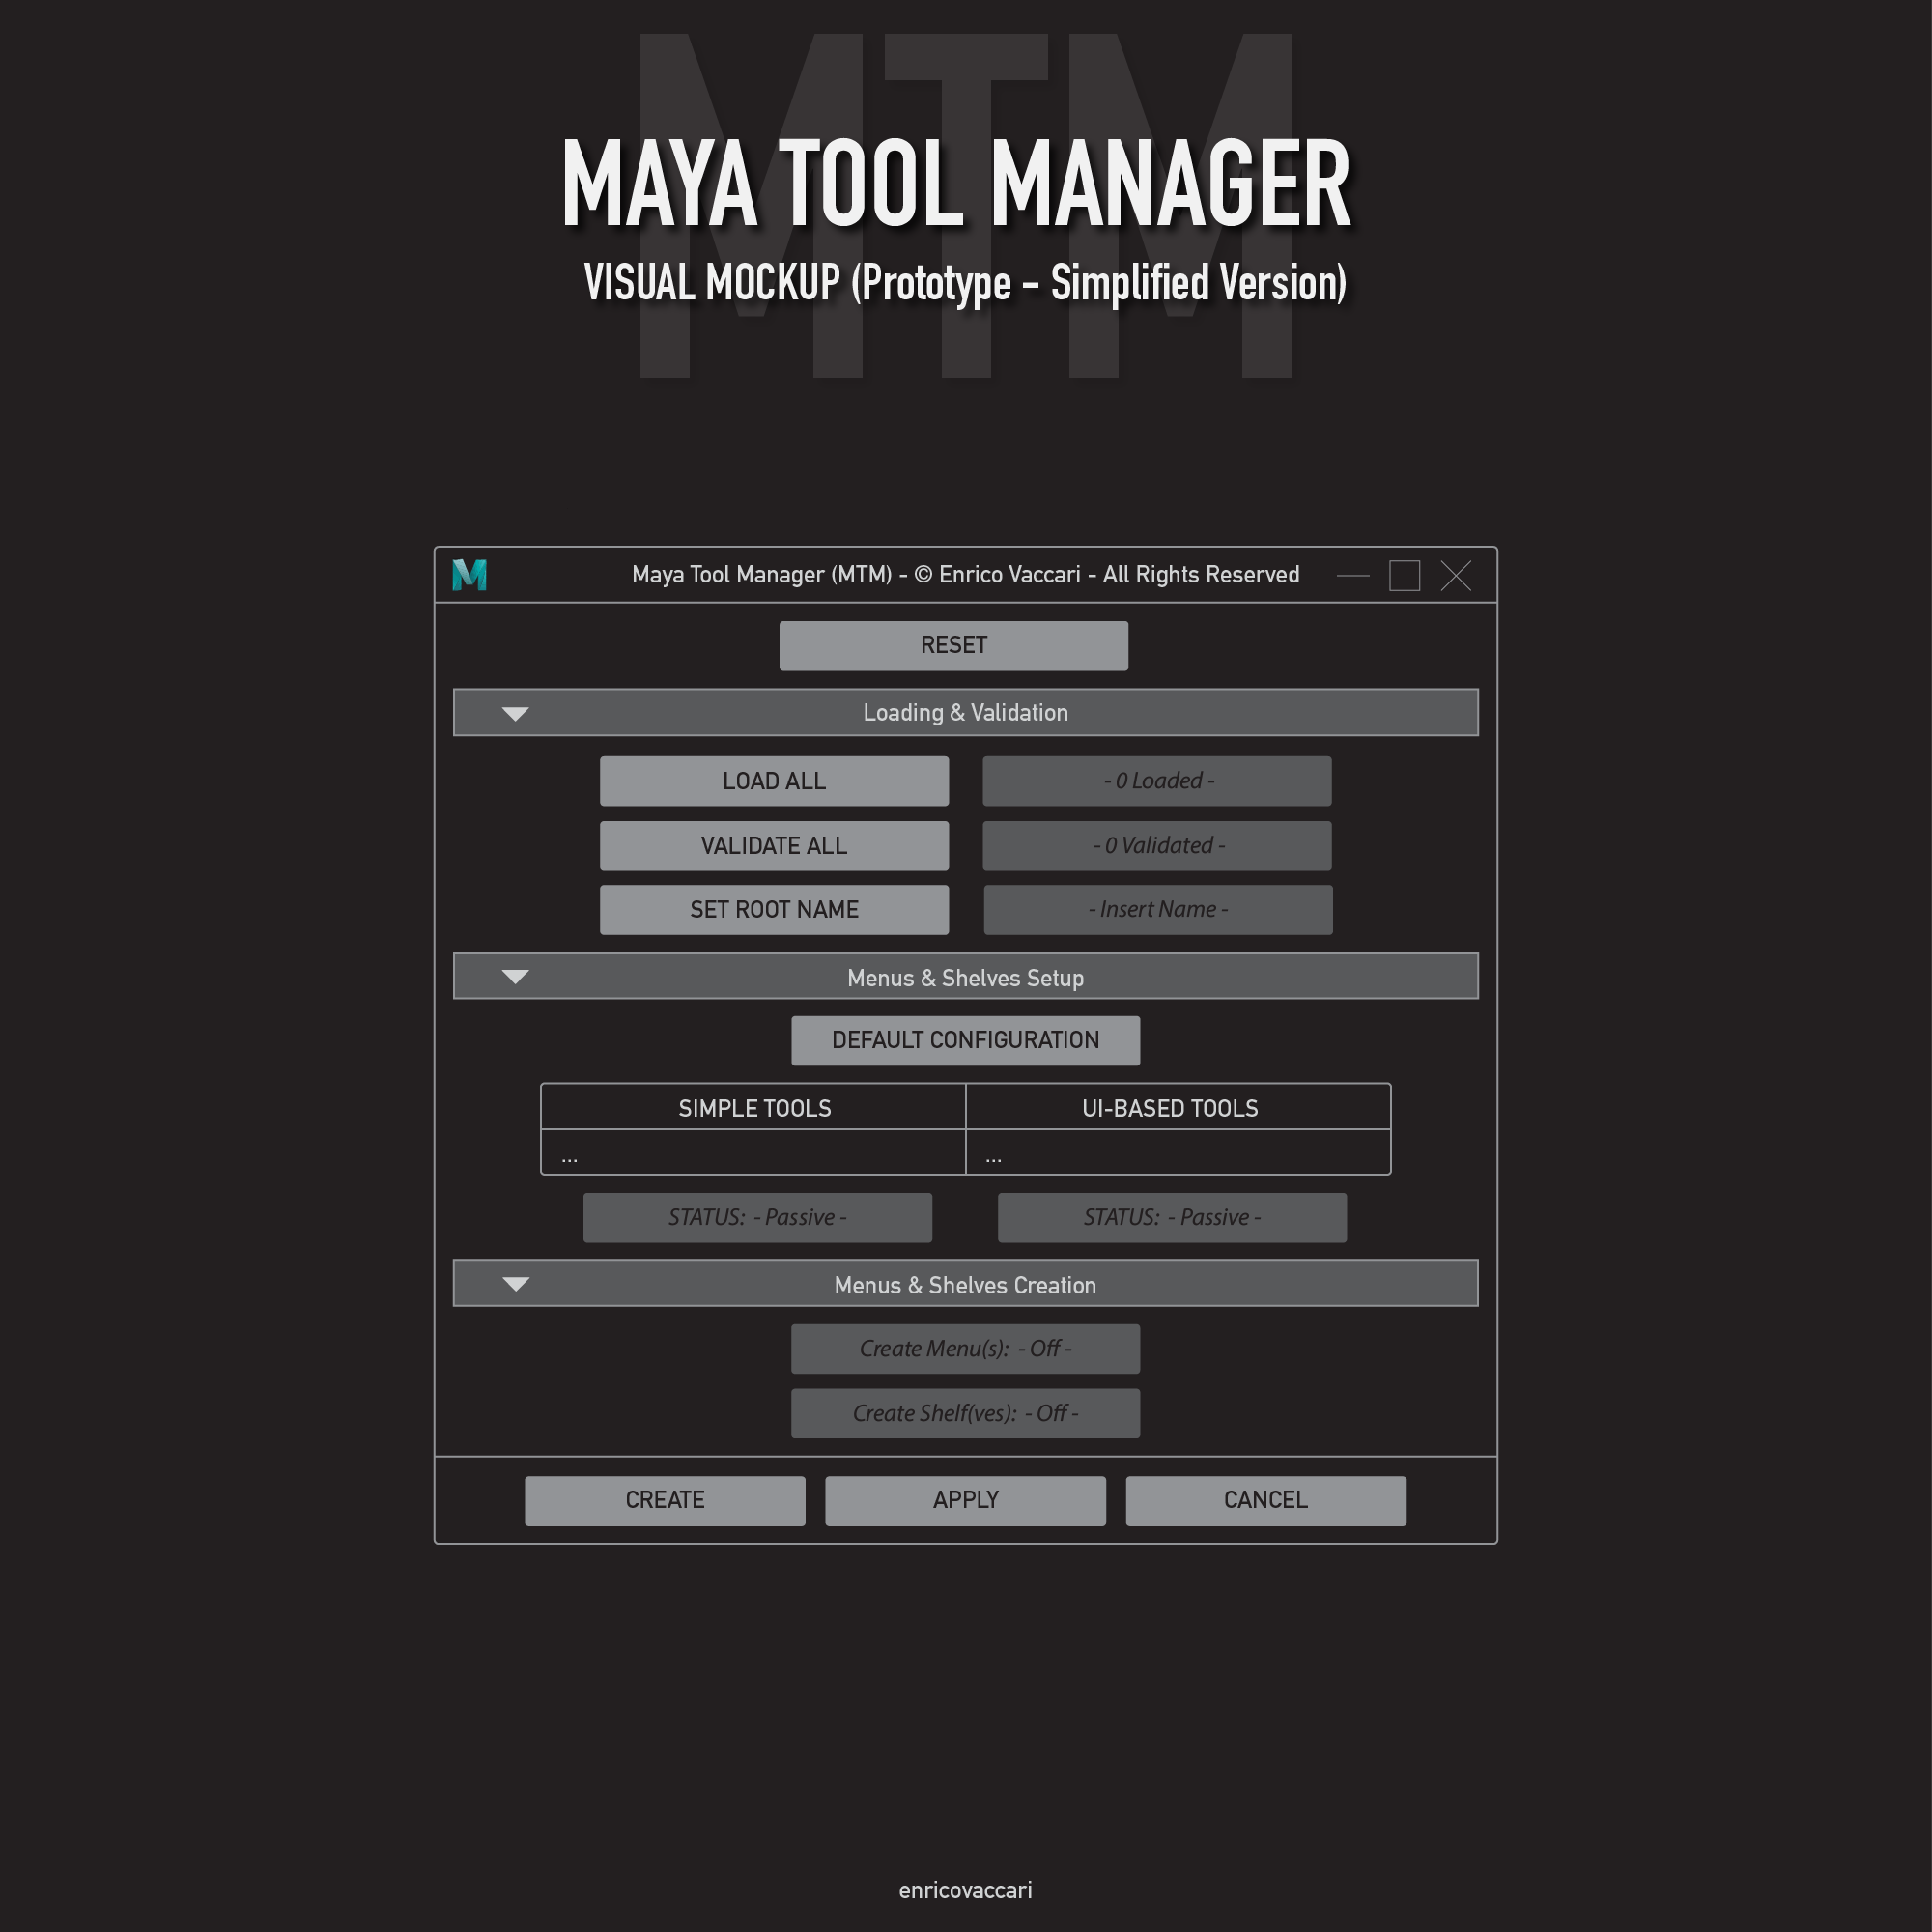 MTM
MAYA TOOL MANAGER
VISUAL MOCKUP (Prototype - Simplified Version)
M
Maya Tool Manager (MTM) - © Enrico Vaccari - All Rights Reserved
RESET
Loading & Validation
LOAD ALL
- 0 Loaded -
VALIDATE ALL
- 0 Validated -
SET ROOT NAME
- Insert Name -
Menus & Shelves Setup
DEFAULT CONFIGURATION
SIMPLE TOOLS
UI-BASED TOOLS
...
...
STATUS: - Passive -
STATUS: - Passive -
Menus & Shelves Creation
Create Menu(s): - Off -
Create Shelf(ves): - Off -
CREATE
APPLY
CANCEL
enricovaccari